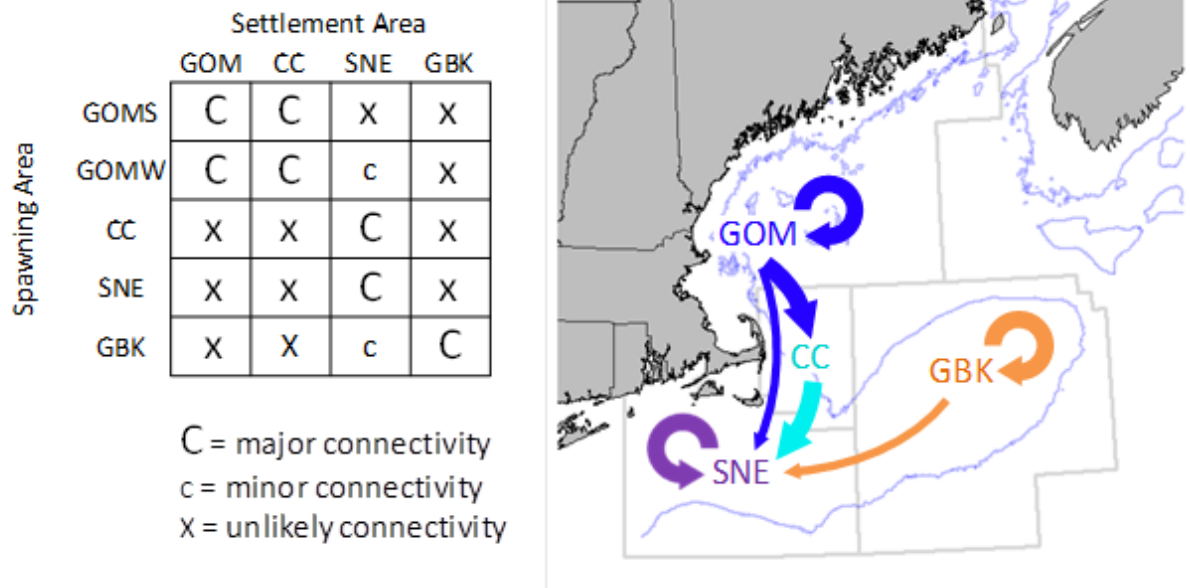 Settlement Area
GOM CC SNE GBK
Spawning Area
GOMS C C x x
GOMW C C c x
CC x x C x
SNE x x C x
GBK x x c C
C = major connectivity
c = minor connectivity
X = unlikely connectivity
GOM
CC
GBK
SNE